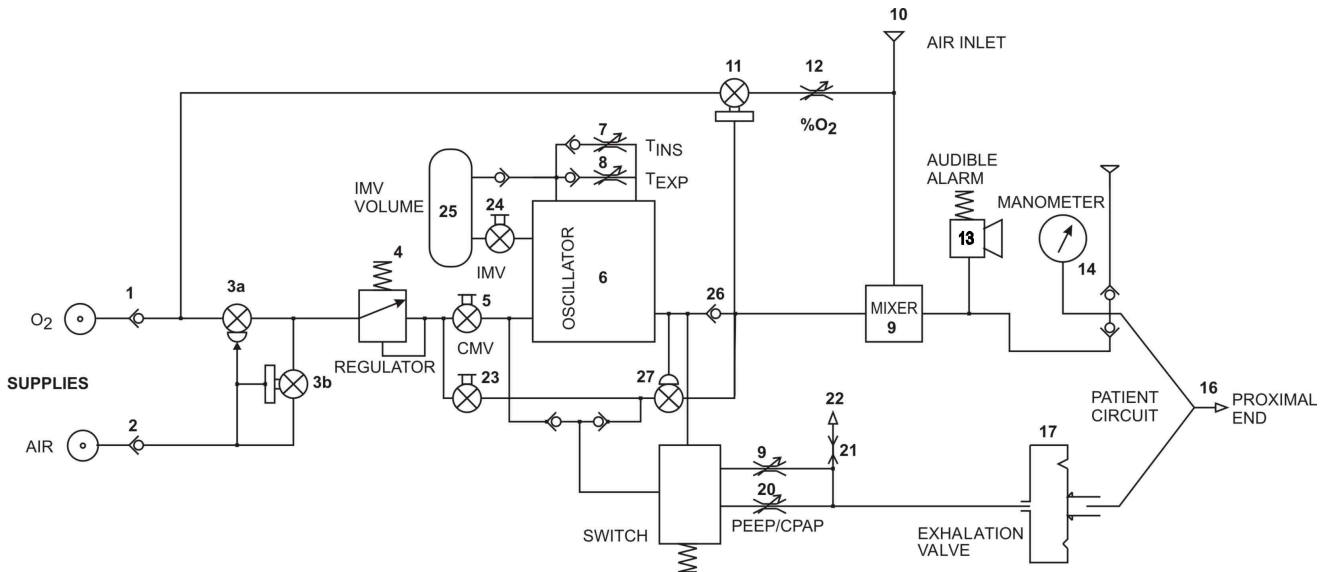 10
AIR INLET
11
12
%O2
7
TINS
8
TEXP
AUDIBLE
ALARM
MANOMETER
IMV
VOLUME
25
24
IMV
OSCILLATOR
6
13
14
4
1
3a
O2
5
26
MIXER
9
REGULATOR
CMV
SUPPLIES
3b
23
27
PATIENT
CIRCUIT
16
PROXIMAL
END
2
AIR
22
21
17
9
20
SWITCH
PEEP/CPAP
EXHALATION
VALVE